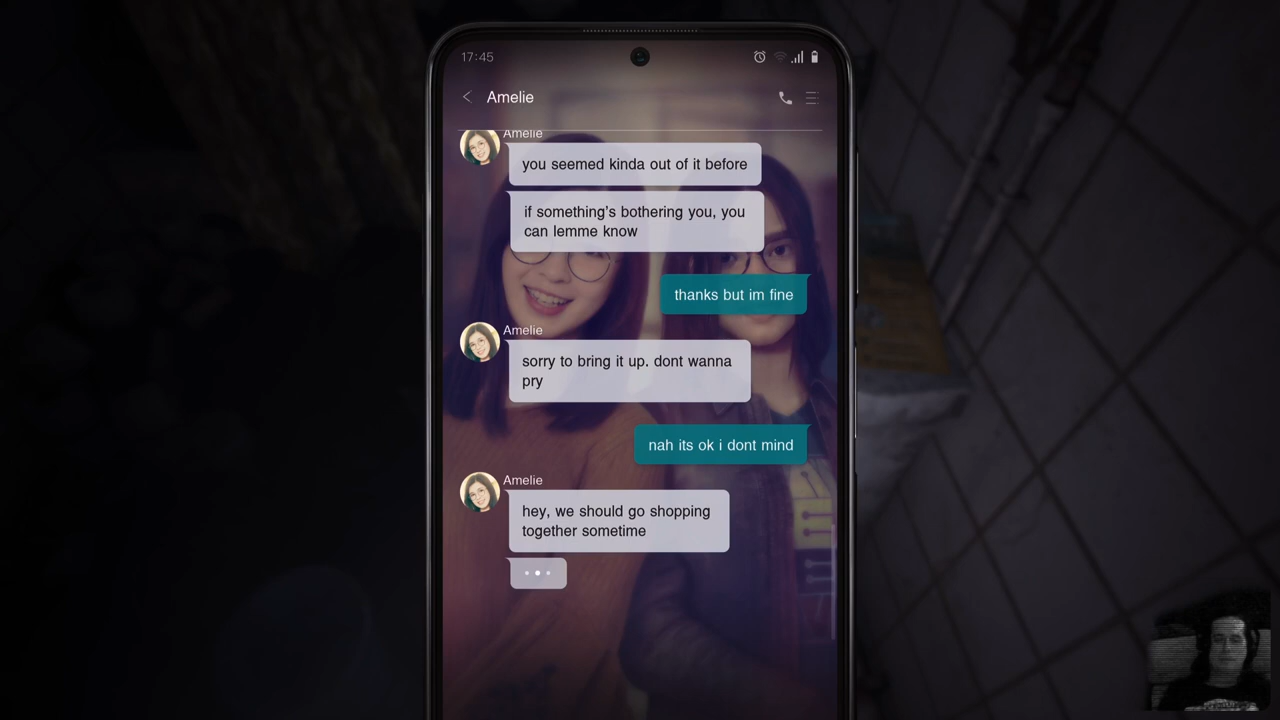 17:45
Amelie
Amelie
you seemed kinda out of it before
if something's bothering you, you
can lemme know
thanks but im fine
Amelie
sorry to bring it up. dont wanna
pry
nah its ok i dont mind
Amelie
hey, we should go shopping
together sometime